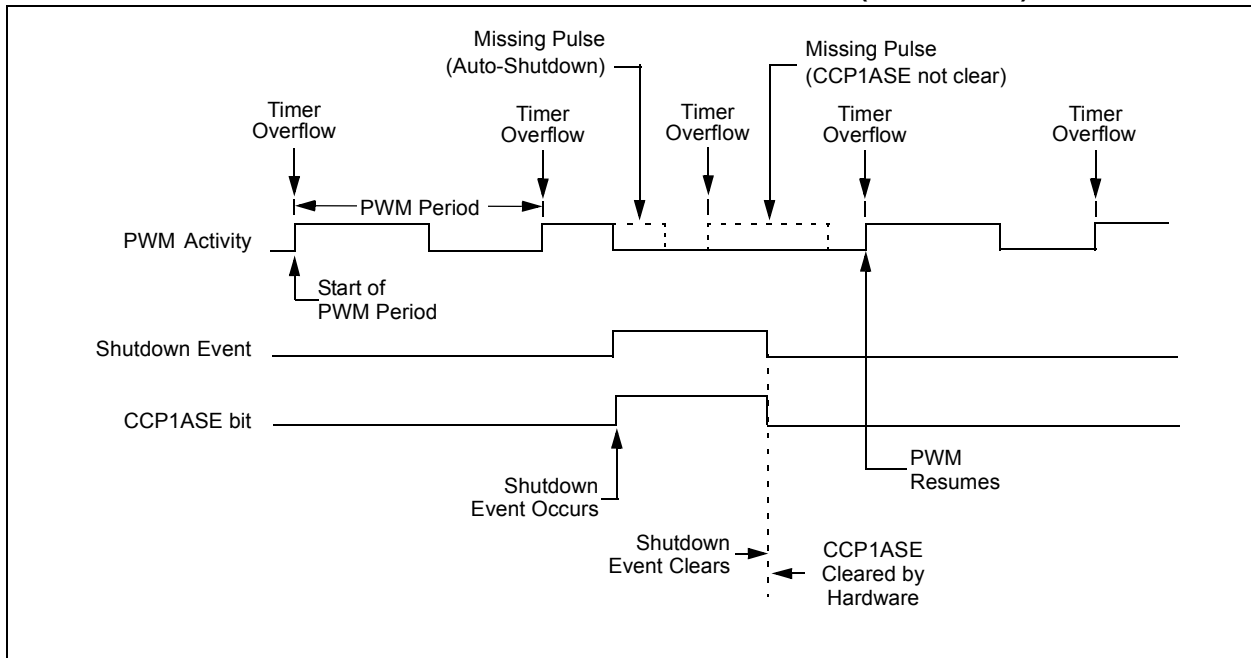 Missing Pulse
(Auto-Shutdown)
Missing Pulse
(CCP1ASE not clear)
Timer
Overflow
Timer
Overflow
Timer
Overflow
Timer
Overflow
Timer
Overflow
PWM Period
PWM Activity
Start of
PWM Period
Shutdown Event
CCP1ASE bit
Shutdown
Event Occurs
PWM
Resumes
Shutdown
Event Clears
CCP1ASE
Cleared by
Hardware